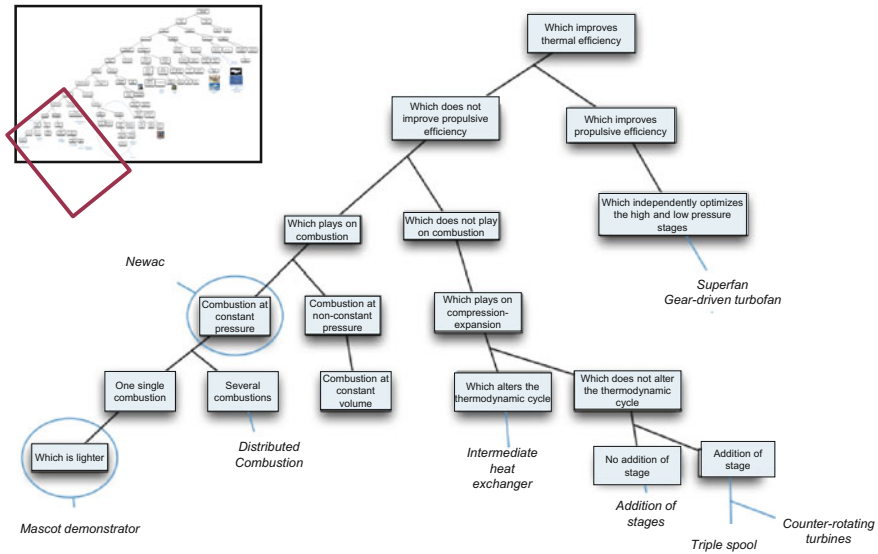 Which improves
thermal efficiency
Which does not
improve propulsive
efficiency
Which improves
propulsive efficiency
Which plays on
combustion
Which does not play
on combustion
Which independently optimizes
the high and low pressure
stages
Newac
Superfan
Gear-driven turbofan
Combustion at
constant
pressure
Combustion at
non-constant
pressure
Which plays on
compression-
expansion
One single
combustion
Several
combustions
Combustion at
constant
volume
Which alters the
thermodynamic cycle
Which does not alter
the thermodynamic
cycle
Which is lighter
Distributed
Combustion
Intermediate
heat
exchanger
No addition of
stage
Addition of
stage
Mascot demonstrator
Addition of
stages
Triple spool
Counter-rotating
turbines